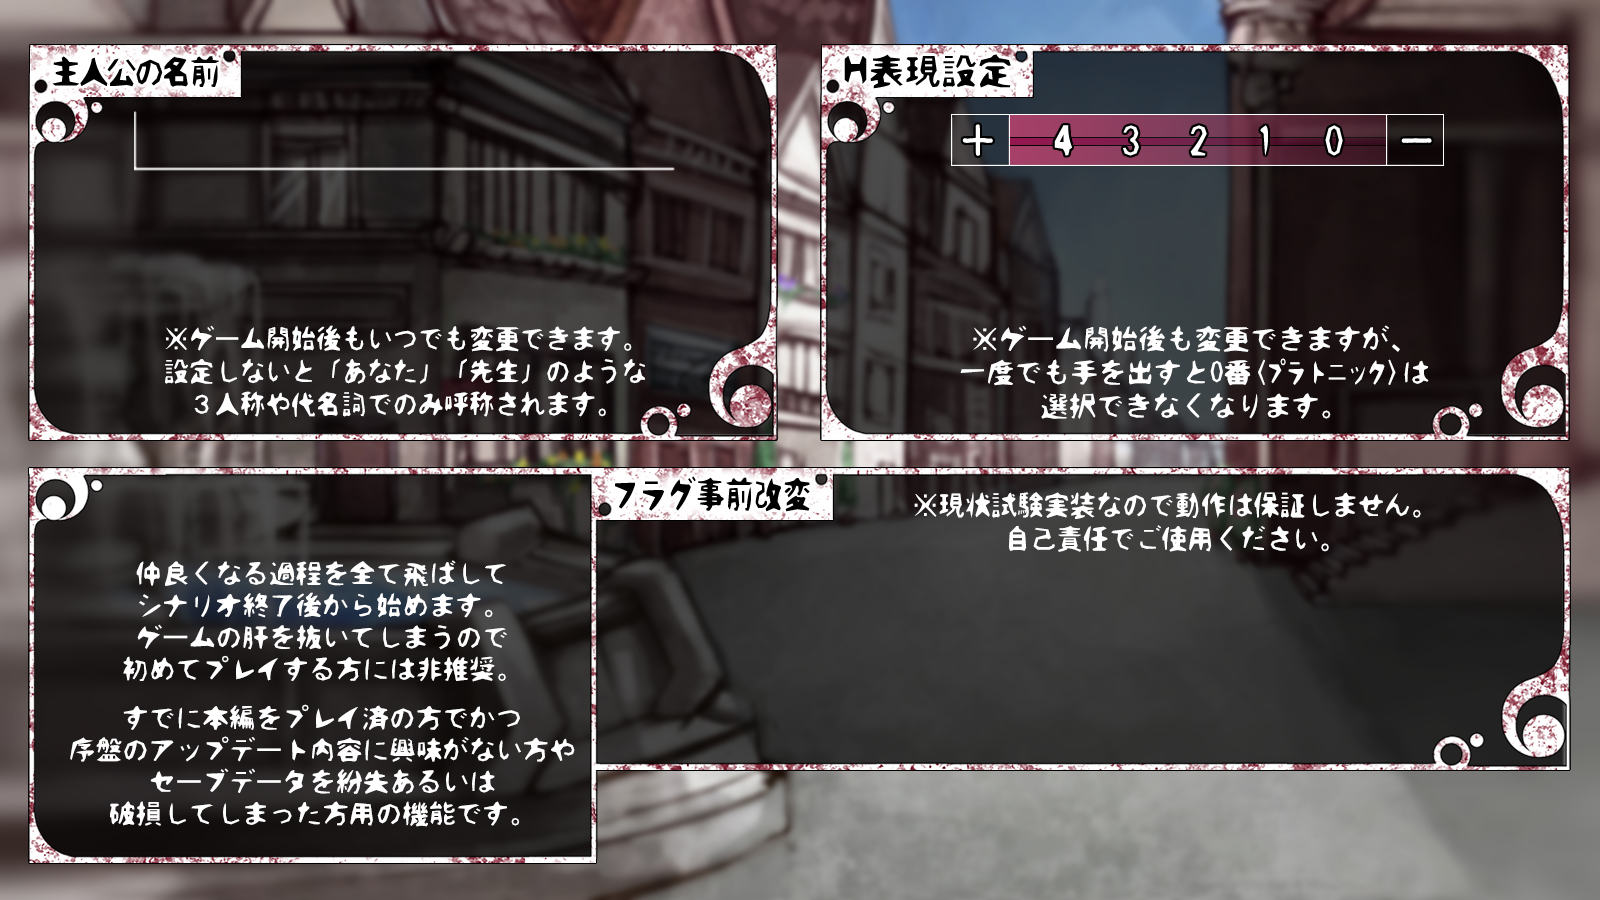 主人公の名前
※ゲーム開始後もいつでも変更できます。
設定しないと「あなた」「先生」のような
３人称や代名詞でのみ呼称されます。
H表現設定
+ 4 3 2 1 0 −
※ゲーム開始後も変更できますが、
一度でも手を出すと0番〈プラトニック〉は
選択できなくなります。
仲良くなる過程を全て飛ばして
シナリオ終了後から始めます。
ゲームの肝を抜いてしまうので
初めてプレイする方には非推奨。
すでに本編をプレイ済の方でかつ
序盤のアップデート内容に興味がない方や
セーブデータを紛失あるいは
破損してしまった方用の機能です。
フラグ事前改変
※現状試験実装なので動作は保証しません。
自己責任でご使用ください。